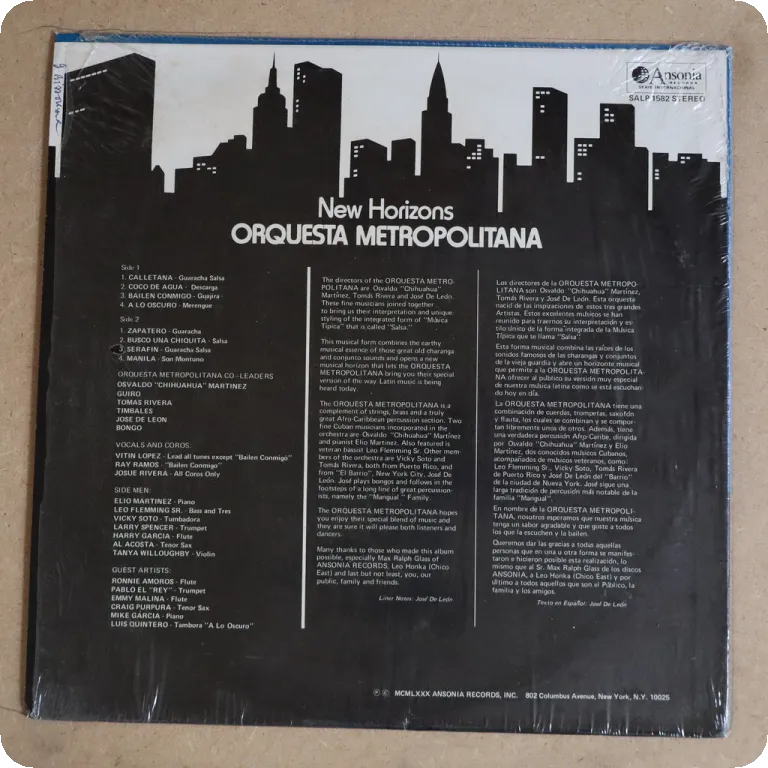 Ansonia
RECORDS
SALP 1582 STEREO
New Horizons
ORQUESTA METROPOLITANA
Side 1
1. CALLETANA - Guaracha Salsa
2. COCO DE AGUA - Descarga
3. BAILEN CONMIGO - Guajira
4. A LO OSCURO - Merengue
Side 2
1. ZAPATERO - Guaracha
2. BUSCO UNA CHIQUITA - Salsa
3. SERAFIN - Guaracha Salsa
4. MANILA - Son Montuno
ORQUESTA METROPOLITANA CO-LEADERS
OSVALDO "CHIHUAHUA" MARTINEZ
GUIRO
TOMAS RIVERA
TIMBALES
JOSE DE LEON
BONGO
VOCALS AND COROS:
VITIN LOPEZ - Lead all tunes except "Bailen Conmigo"
RAY RAMOS - "Bailen Conmigo"
JOSUE RIVERA - All Coros Only
SIDE MEN:
ELIO MARTINEZ - Piano
LEO FLEMMING SR. - Bass and Tres
VICKY SOTO - Tumbadora
LARRY SPENCER - Trumpet
HARRY GARCIA - Flute
AL ACOSTA - Tenor Sax
TANYA WILLOUGHBY - Violin
GUEST ARTISTS:
RONNIE AMOROS - Flute
PABLO EL "REY" - Trumpet
EMMY MALINA - Flute
CRAIG PURPURA - Tenor Sax
MIKE GARCIA - Piano
LUIS QUINTERO - Tambora "A Lo Oscuro"
The directors of the ORQUESTA METRO-
POLITANA are Osvaldo "Chihuahua"
Martínez, Tomás Rivera and José De León.
These fine musicians joined together
to bring us their interpretation and unique
styling of the integrated form of "Música
Típica" that is called "Salsa."
This musical form combines the earthy
musical essence of those great old charanga
and conjunto sounds and opens a new
musical horizon that lets the ORQUESTA
METROPOLITANA bring you their special
version of the way Latin music is being
heard today.
The ORQUESTA METROPOLITANA is a
complement of strings, brass and a truly
great Afro-Caribbean percussion section. Two
fine Cuban musicians incorporated in the
orchestra are Osvaldo "Chihuahua" Martínez
and pianist Elio Martinez. Also featured is
veteran bassist Leo Flemming Sr. Other mem-
bers of the orchestra are Vicky Soto and
Tomás Rivera, both from Puerto Rico, and
from "El Barrio", New York City, José De
León. José plays bongos and follows in the
footsteps of a long line of great percussion-
ists, namely the "Mangual" Family.
The ORQUESTA METROPOLITANA hopes
you enjoy their special blend of music and
they are sure it will please both listeners and
dancers.
Many thanks to those who made this album
possible, especially Max Ralph Glass of
ANSONIA RECORDS, Leo Honka (Chico
East) and last but not least, you, our
public, family and friends.
Liner Notes: José De León
Los directores de la ORQUESTA METROPO-
LITANA son Osvaldo "Chihuahua" Martínez,
Tomás Rivera y José De León. Esta orquesta
nació de las inspiraciones de estos tres grandes
Artistas. Estos excelentes músicos se han
reunido para traernos su interpretación y es-
tilo único de la forma integrada de la Música
Típica que se llama "Salsa".
Esta forma musical combina las raíces de los
sonidos famosos de las charangas y conjuntos
de la vieja guardia y abre un horizonte musical
que permite a la ORQUESTA METROPOLITA-
NA ofrecer al público su versión muy especial
de nuestra música latina como se está escuchan-
do hoy en día.
La ORQUESTA METROPOLITANA tiene una
combinación de cuerdas, trompetas, saxofón
y flauta, los cuales se combinan y se compor-
tan libremente unos de otros. Además, tiene
una verdadera percusión Afro-Caribe, dirigida
por Osvaldo "Chihuahua" Martínez y Elio
Martinez, dos conocidos músicos Cubanos,
acompañados de músicos veteranos, como:
Leo Flemming Sr., Vicky Soto, Tomás Rivera
de Puerto Rico y José De León del "Barrio"
de la ciudad de Nueva York. José sigue una
larga tradición de percusión más notable de la
familia "Mangual".
En nombre de la ORQUESTA METROPOLI-
TANA, nosotros esperamos que nuestra música
tenga un sabor agradable y que guste a todos
los que la escuchen y la bailen.
Queremos dar las gracias a todas aquellas
personas que en una u otra forma se manifes-
taron e hicieron posible esta realización, lo
mismo que al Sr. Max Ralph Glass de los discos
ANSONIA, a Leo Honka (Chico East) y por
último a todos aquellos que son el Público, la
familia y los amigos.
Texto en Español: José De León
Ⓟ © MCMLXXX ANSONIA RECORDS, INC. 802 Columbus Avenue, New York, N.Y. 10025